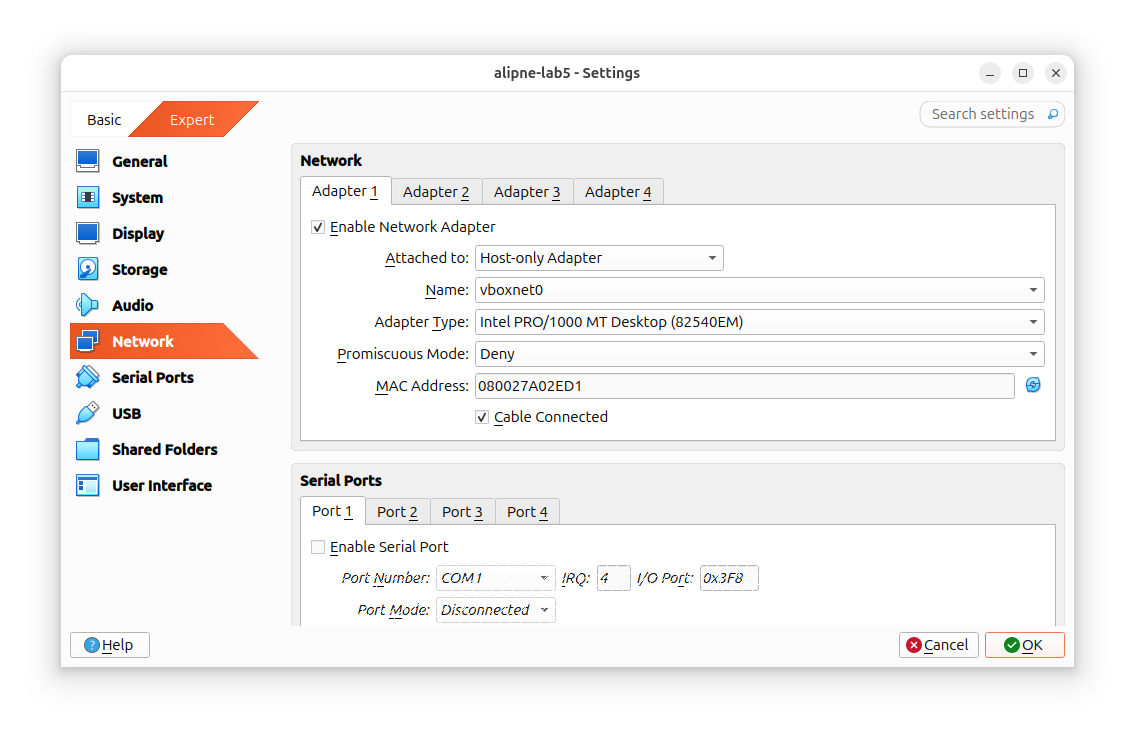 alipne-lab5 - Settings
Basic Expert Search settings
General
System
Display
Storage
Audio
Network
Serial Ports
USB
Shared Folders
User Interface
Network
Adapter 1 Adapter 2 Adapter 3 Adapter 4
Enable Network Adapter
Attached to: Host-only Adapter
Name: vboxnet0
Adapter Type: Intel PRO/1000 MT Desktop (82540EM)
Promiscuous Mode: Deny
MAC Address: 080027A02ED1
Cable Connected
Serial Ports
Port 1 Port 2 Port 3 Port 4
Enable Serial Port
Port Number: COM1 IRQ: 4 I/O Port: 0x3F8
Port Mode: Disconnected
Help Cancel OK